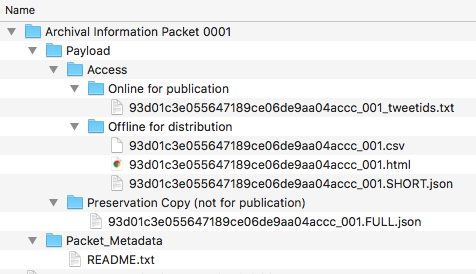 Name
Archival Information Packet 0001
Payload
Access
Online for publication
93d01c3e055647189ce06de9aa04accc_001_tweetids.txt
Offline for distribution
93d01c3e055647189ce06de9aa04accc_001.csv
93d01c3e055647189ce06de9aa04accc_001.html
93d01c3e055647189ce06de9aa04accc_001.SHORT.json
Preservation Copy (not for publication)
93d01c3e055647189ce06de9aa04accc_001.FULL.json
Packet_Metadata
README.txt